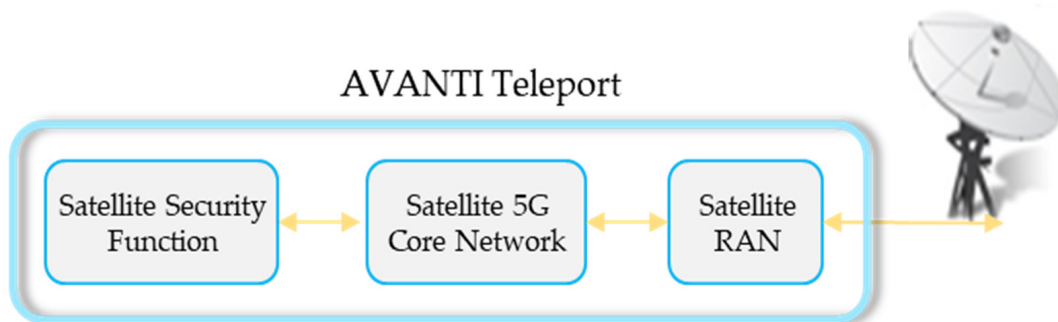 AVANTI Teleport
Satellite Security
Function
Satellite 5G
Core Network
Satellite
RAN